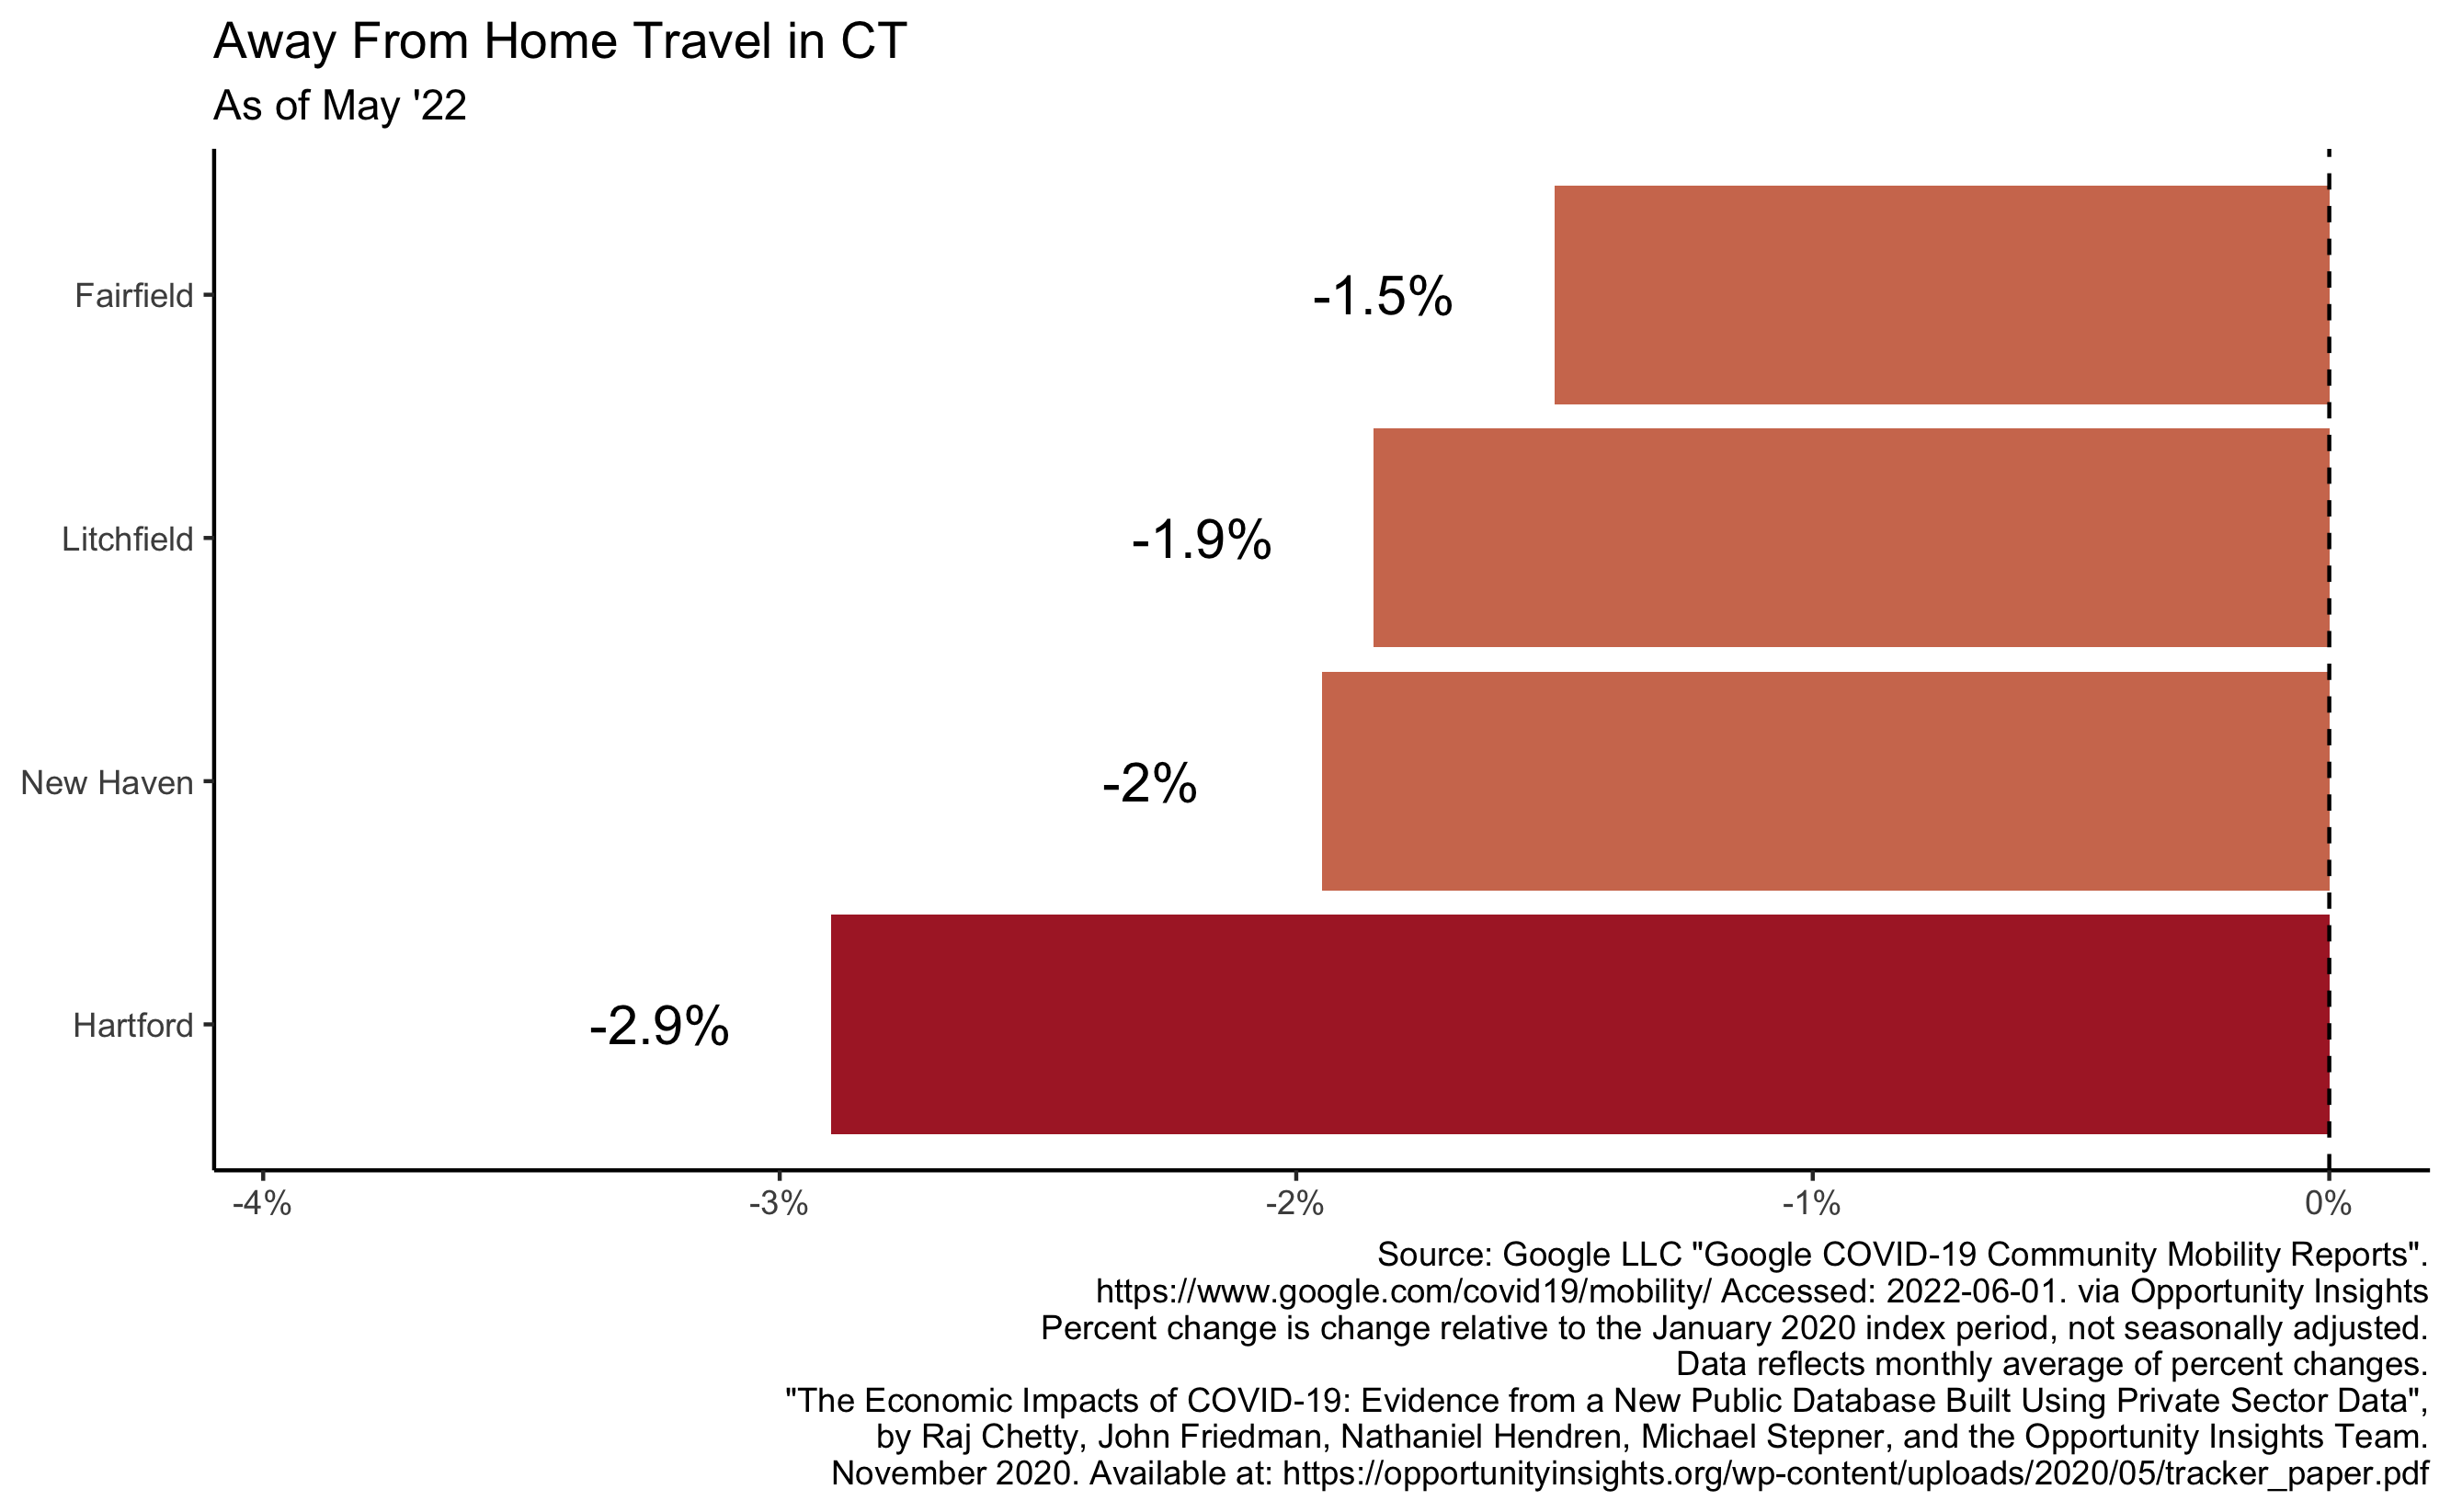 Away From Home Travel in CT
As of May '22
Fairfield
-1.5%
Litchfield
-1.9%
New Haven
-2%
Hartford
-2.9%
-4%
-3%
-2%
-1%
0%
Source: Google LLC "Google COVID-19 Community Mobility Reports".
https://www.google.com/covid19/mobility/ Accessed: 2022-06-01. via Opportunity Insights
Percent change is change relative to the January 2020 index period, not seasonally adjusted.
Data reflects monthly average of percent changes.
"The Economic Impacts of COVID-19: Evidence from a New Public Database Built Using Private Sector Data",
by Raj Chetty, John Friedman, Nathaniel Hendren, Michael Stepner, and the Opportunity Insights Team.
November 2020. Available at: https://opportunityinsights.org/wp-content/uploads/2020/05/tracker_paper.pdf